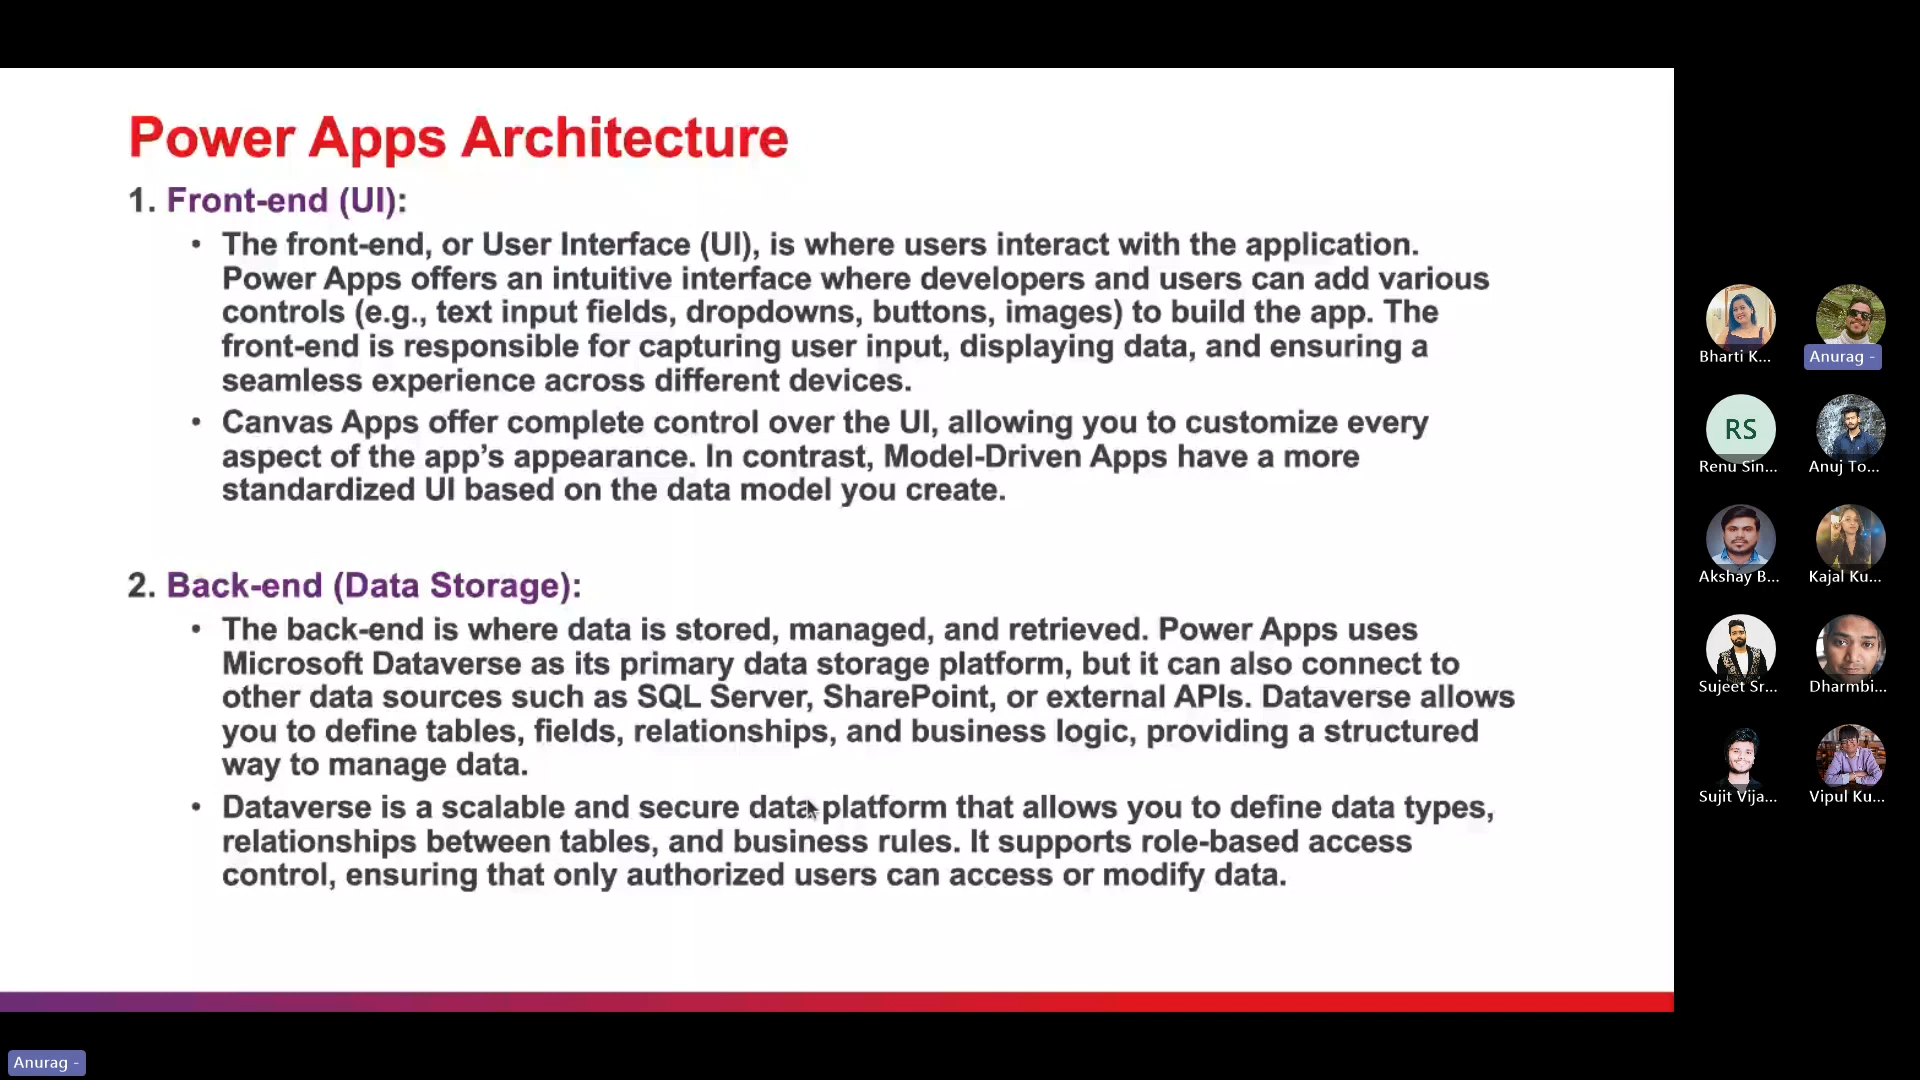 Power Apps Architecture
1. Front-end (UI):
• The front-end, or User Interface (UI), is where users interact with the application.
Power Apps offers an intuitive interface where developers and users can add various
controls (e.g., text input fields, dropdowns, buttons, images) to build the app. The
front-end is responsible for capturing user input, displaying data, and ensuring a
seamless experience across different devices.
• Canvas Apps offer complete control over the UI, allowing you to customize every
aspect of the app’s appearance. In contrast, Model-Driven Apps have a more
standardized UI based on the data model you create.
2. Back-end (Data Storage):
• The back-end is where data is stored, managed, and retrieved. Power Apps uses
Microsoft Dataverse as its primary data storage platform, but it can also connect to
other data sources such as SQL Server, SharePoint, or external APIs. Dataverse allows
you to define tables, fields, relationships, and business logic, providing a structured
way to manage data.
• Dataverse is a scalable and secure data platform that allows you to define data types,
relationships between tables, and business rules. It supports role-based access
control, ensuring that only authorized users can access or modify data.
Bharti K...
Anurag -
RS
Renu Sin...
Anuj To...
Akshay B...
Kajal Ku...
Sujeet Sr...
Dharmbi...
Sujit Vija...
Vipul Ku...
Anurag -